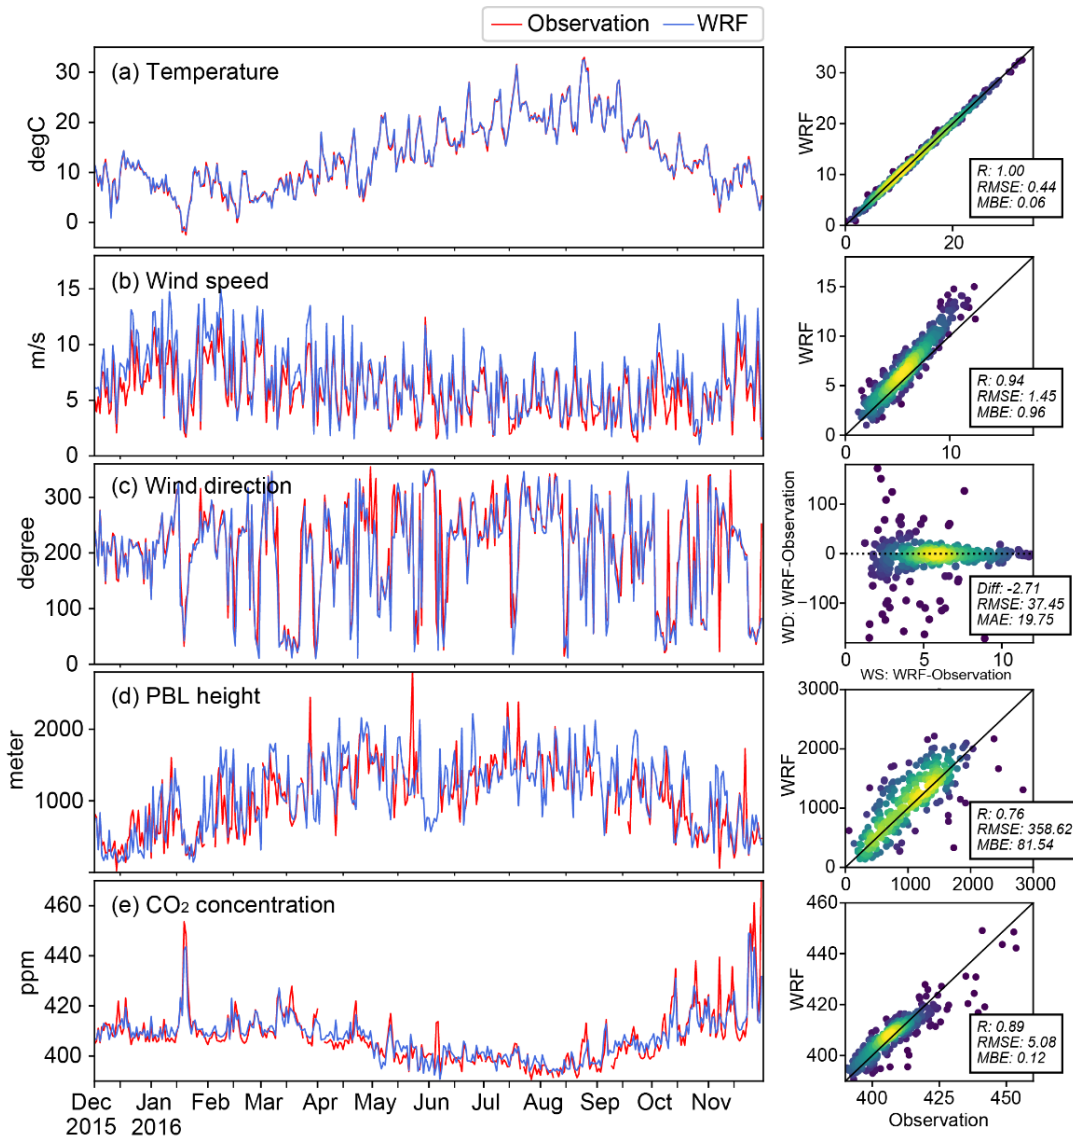 Observation WRF
(a) Temperature
degC
30
20
10
0
WRF
30
20
10
0
0 20
R: 1.00
RMSE: 0.44
MBE: 0.06
(b) Wind speed
m/s
15
10
5
0
WRF
15
10
5
0
10
R: 0.94
RMSE: 1.45
MBE: 0.96
(c) Wind direction
degree
300
200
100
0
WD: WRF-Observation
100
0
−100
0 5 10
WS: WRF-Observation
Diff: -2.71
RMSE: 37.45
MAE: 19.75
(d) PBL height
meter
2000
1000
WRF
3000
2000
1000
0
0 1000 2000 3000
R: 0.76
RMSE: 358.62
MBE: 81.54
(e) CO₂ concentration
ppm
460
440
420
400
Dec Jan Feb Mar Apr May Jun Jul Aug Sep Oct Nov
2015 2016
WRF
460
440
420
400
400 425 450
Observation
R: 0.89
RMSE: 5.08
MBE: 0.12